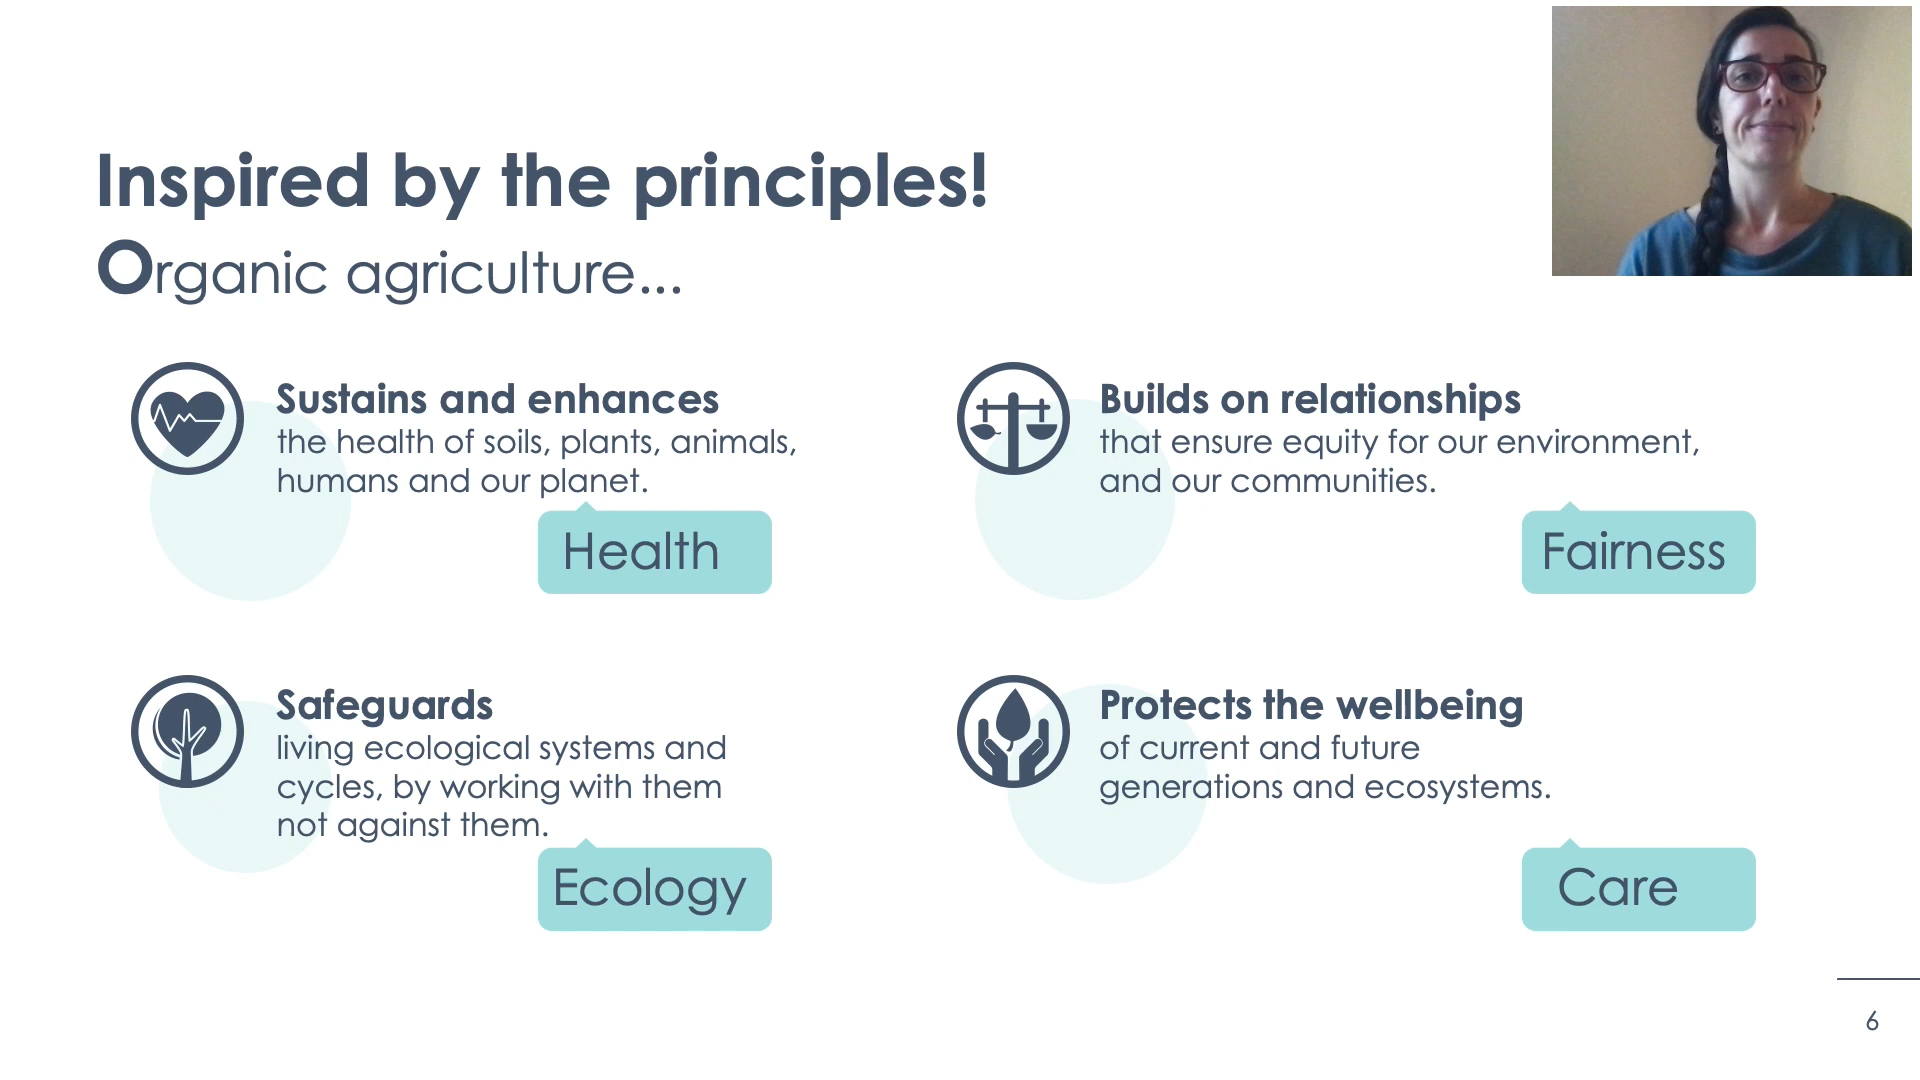 Inspired by the principles!
Organic agriculture...
Sustains and enhances
the health of soils, plants, animals,
humans and our planet.
Health
Builds on relationships
that ensure equity for our environment,
and our communities.
Fairness
Safeguards
living ecological systems and
cycles, by working with them
not against them.
Ecology
Protects the wellbeing
of current and future
generations and ecosystems.
Care
6